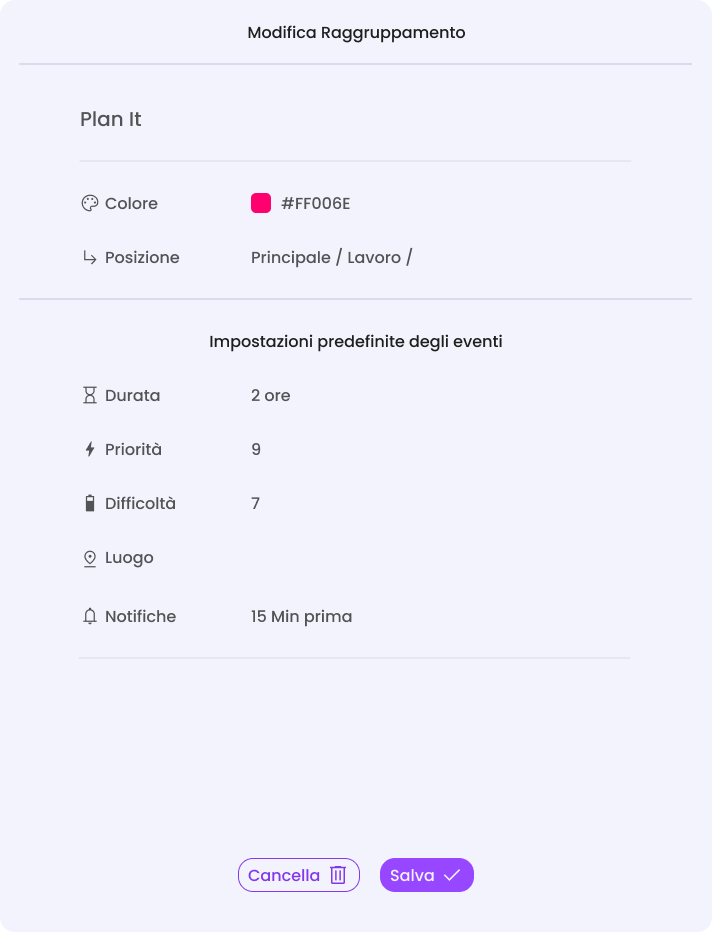 Modifica Raggruppamento
Plan It
Colore #FF006E
Posizione Principale / Lavoro /
Impostazioni predefinite degli eventi
Durata 2 ore
Priorità 9
Difficoltà 7
Luogo
Notifiche 15 Min prima
Cancella Salva